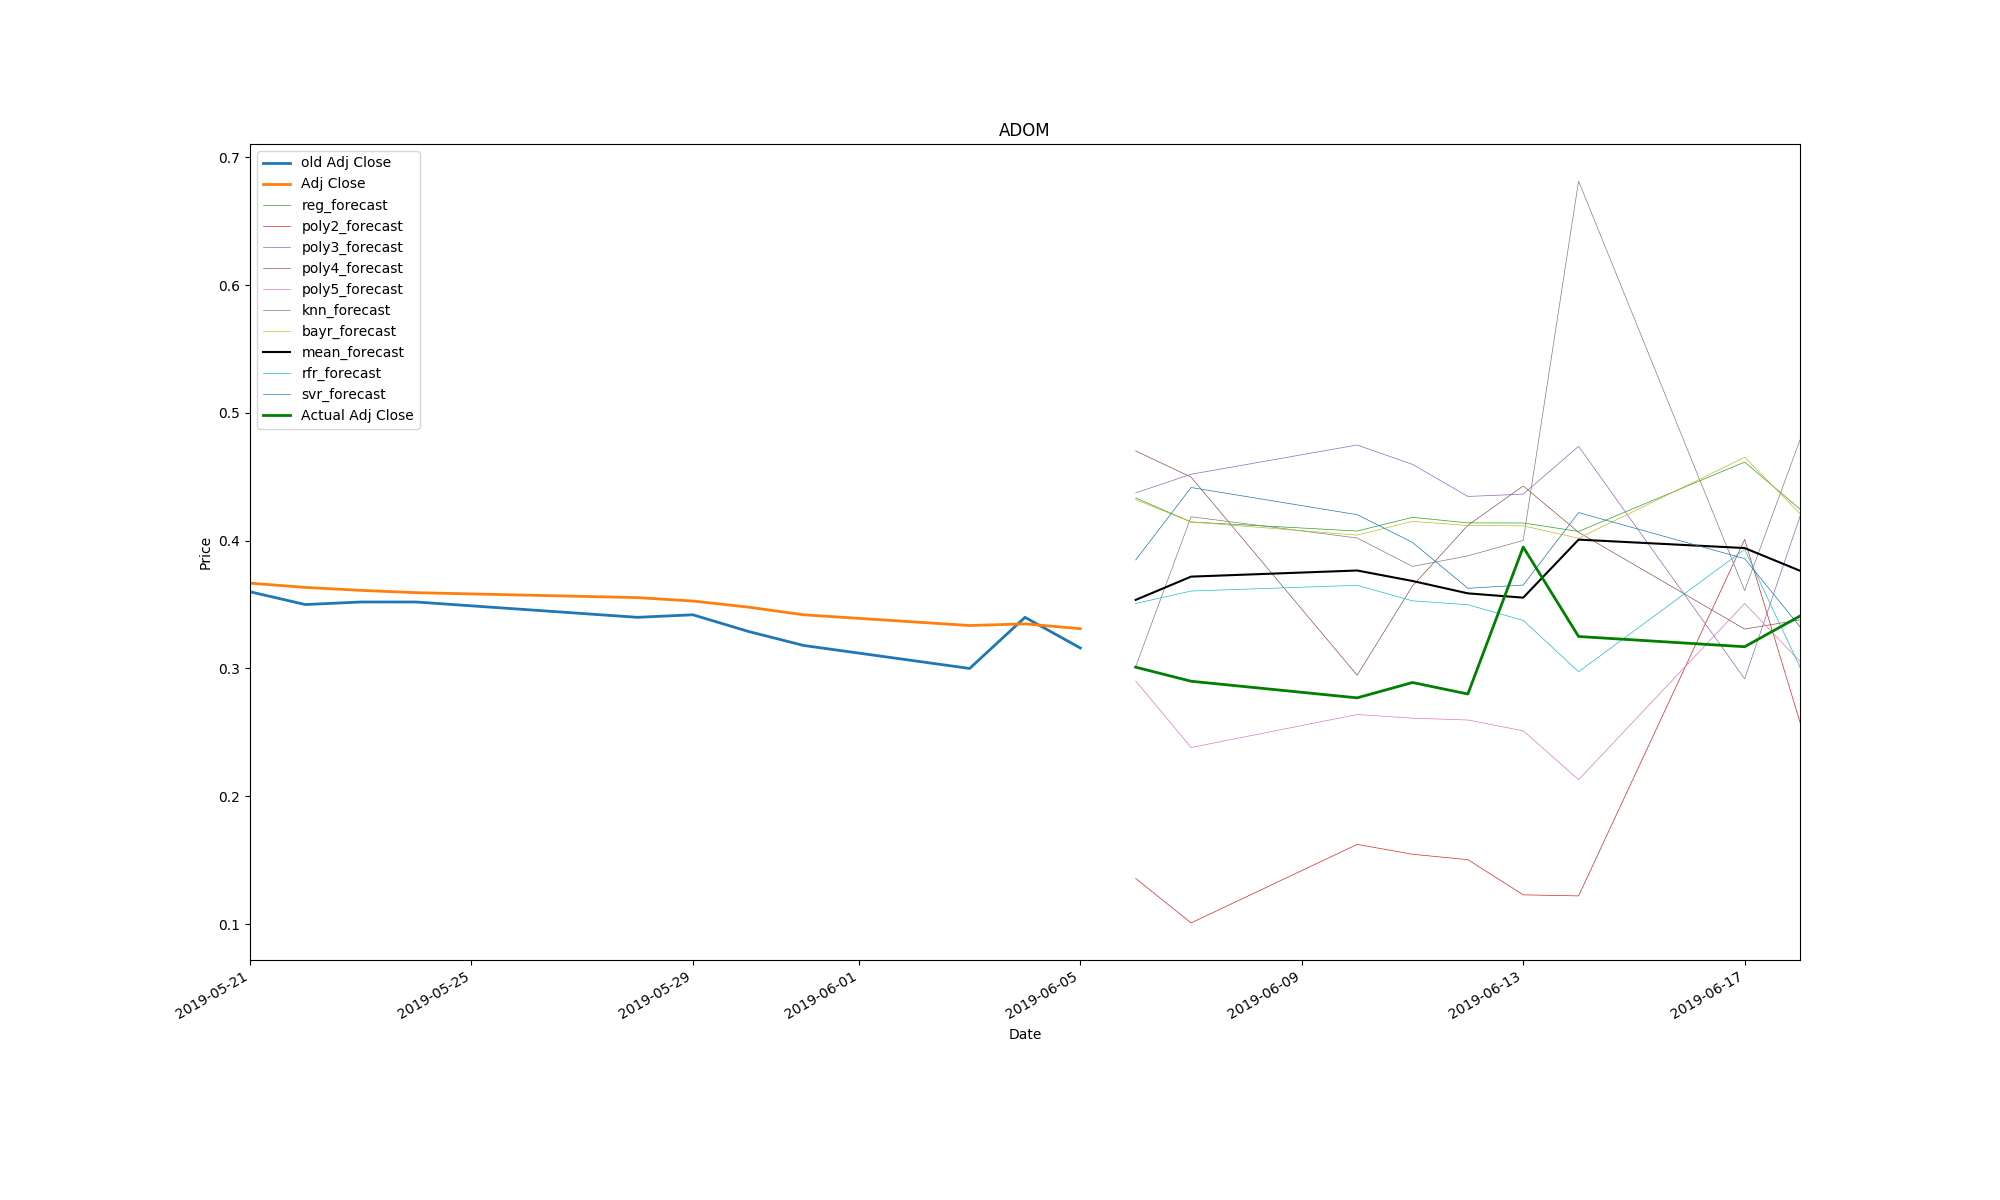 ADOM
0.7
0.6
0.5
0.4
0.3
0.2
0.1
Price
old Adj Close
Adj Close
reg_forecast
poly2_forecast
poly3_forecast
poly4_forecast
poly5_forecast
knn_forecast
bayr_forecast
mean_forecast
rfr_forecast
svr_forecast
Actual Adj Close
2019-05-21
2019-05-25
2019-05-29
2019-06-01
2019-06-05
2019-06-09
2019-06-13
2019-06-17
Date